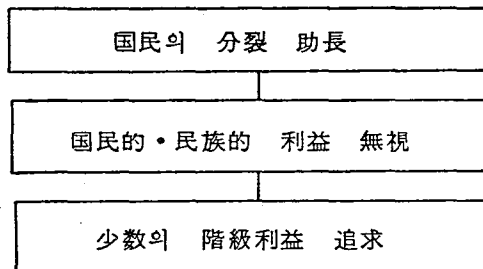 国民의 分裂 助長
国民的・民族的 利益 無視
少数의 階級利益 追求